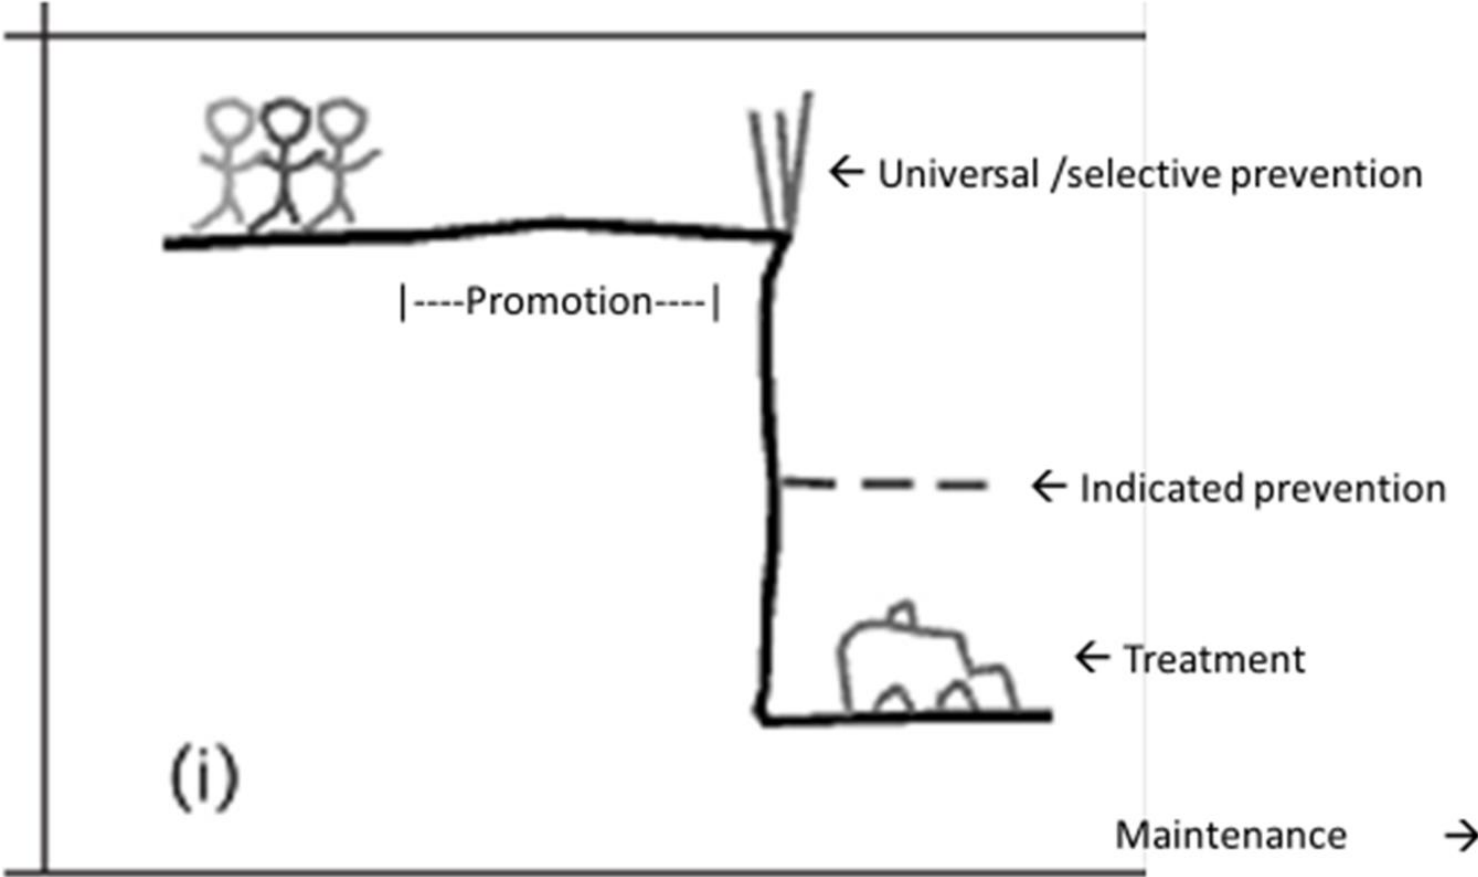 ← Universal /selective prevention
|----Promotion----|
← Indicated prevention
← Treatment
(i)
Maintenance →